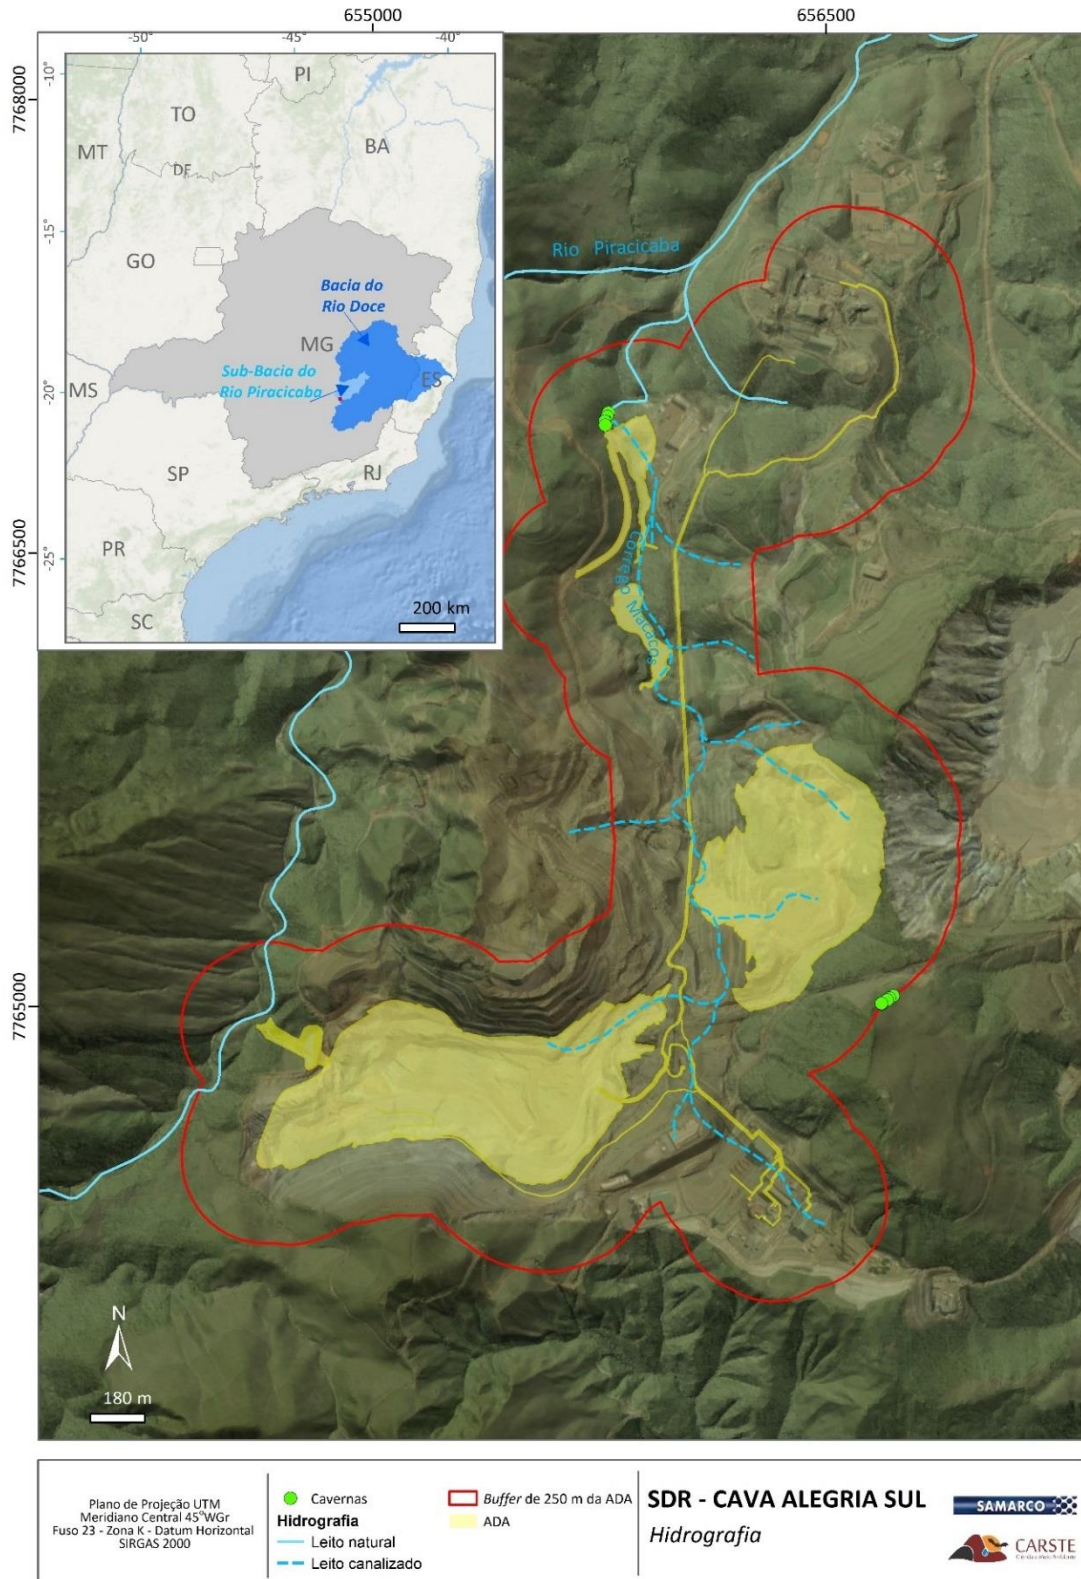 655000
656500
-50°
-45°
-40°
7768000
-10°
PI
TO
MT
BA
DF
-15°
GO
Bacia do
Rio Doce
MG
Sub-Bacia do
Rio Piracicaba
ES
-20°
MS
SP
RJ
7766500
PR
-25°
SC
200 km
Rio Piracicaba
Córrego Macacos
7765000
N
180 m
Plano de Projeção UTM
Meridiano Central 45°WGr
Fuso 23 - Zona K - Datum Horizontal
SIRGAS 2000
Cavernas
Hidrografia
Leito natural
Leito canalizado
Buffer de 250 m da ADA
ADA
SDR - CAVA ALEGRIA SUL
Hidrografia
SAMARCO
CARSTE